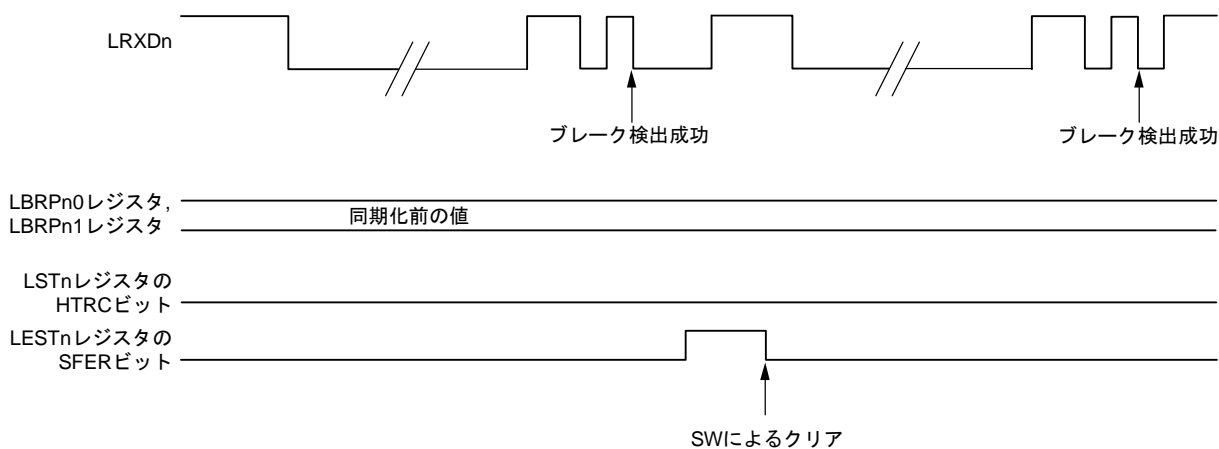 LRXDn
ブレーク検出成功
ブレーク検出成功
LBRPn0レジスタ,
LBRPn1レジスタ
同期化前の値
LSTnレジスタの
HTRCビット
LESTnレジスタの
SFERビット
SWによるクリア